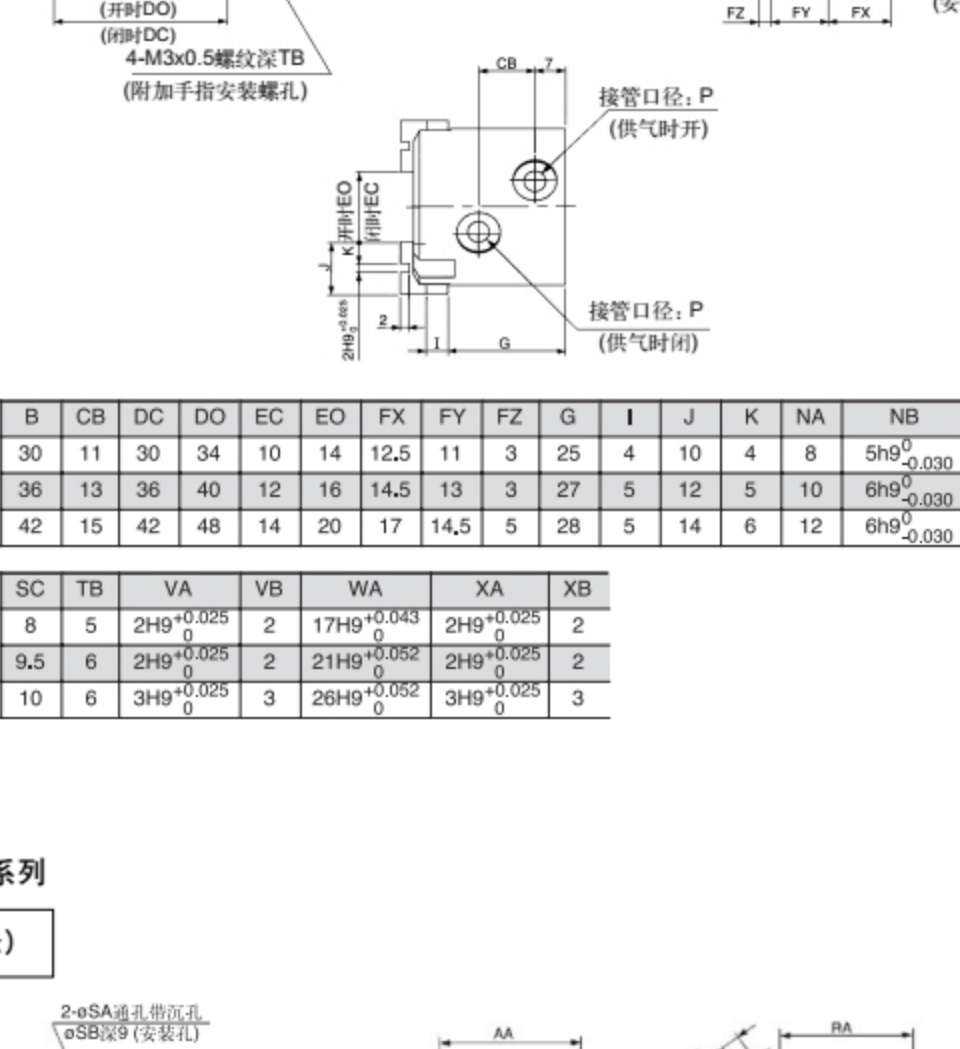 (开时DO)
(闭时DC)
4-M3x0.5螺纹深TB
(附加手指安装螺孔)
FZ FY FX
CB 7
接管口径：P
(供气时开)
开时EO
闭时EC
K
J
2H9 +0.025 0
2
I
G
接管口径：P
(供气时闭)
B CB DC DO EC EO FX FY FZ G I J K NA NB
30 11 30 34 10 14 12.5 11 3 25 4 10 4 8 5h9 0 -0.030
36 13 36 40 12 16 14.5 13 3 27 5 12 5 10 6h9 0 -0.030
42 15 42 48 14 20 17 14.5 5 28 5 14 6 12 6h9 0 -0.030
SC TB VA VB WA XA XB
8 5 2H9 +0.025 0 2 17H9 +0.043 0 2H9 +0.025 0 2
9.5 6 2H9 +0.025 0 2 21H9 +0.052 0 2H9 +0.025 0 2
10 6 3H9 +0.025 0 3 26H9 +0.052 0 3H9 +0.025 0 3
系列
)
2-øSA通孔带沉孔
øSB深9 (安装孔)
AA
RA